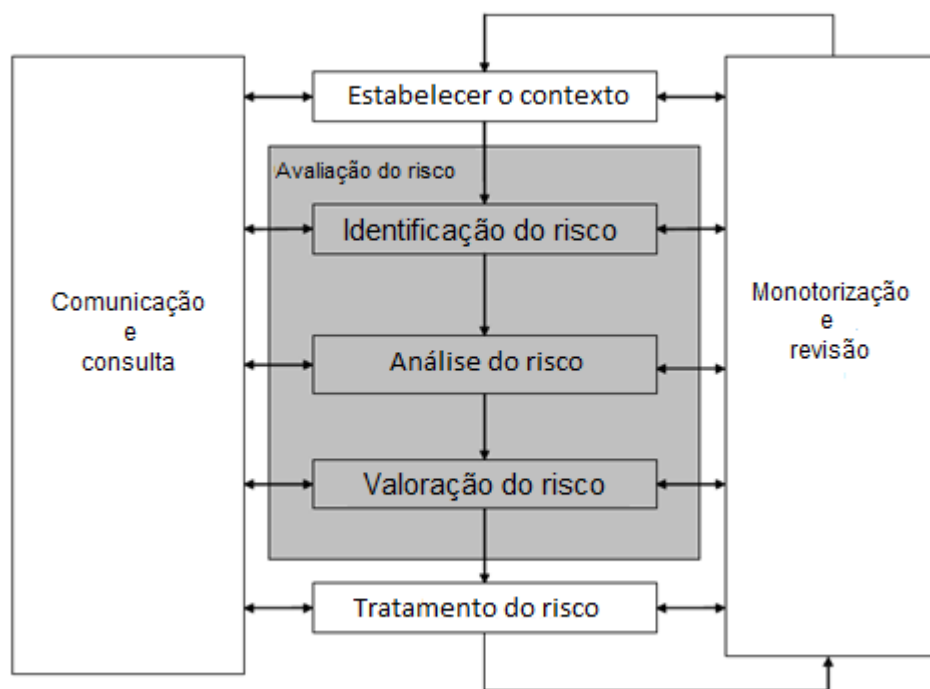 Estabelecer o contexto
Avaliação do risco
Identificação do risco
Comunicação
e
consulta
Monotorização
e
revisão
Análise do risco
Valoração do risco
Tratamento do risco